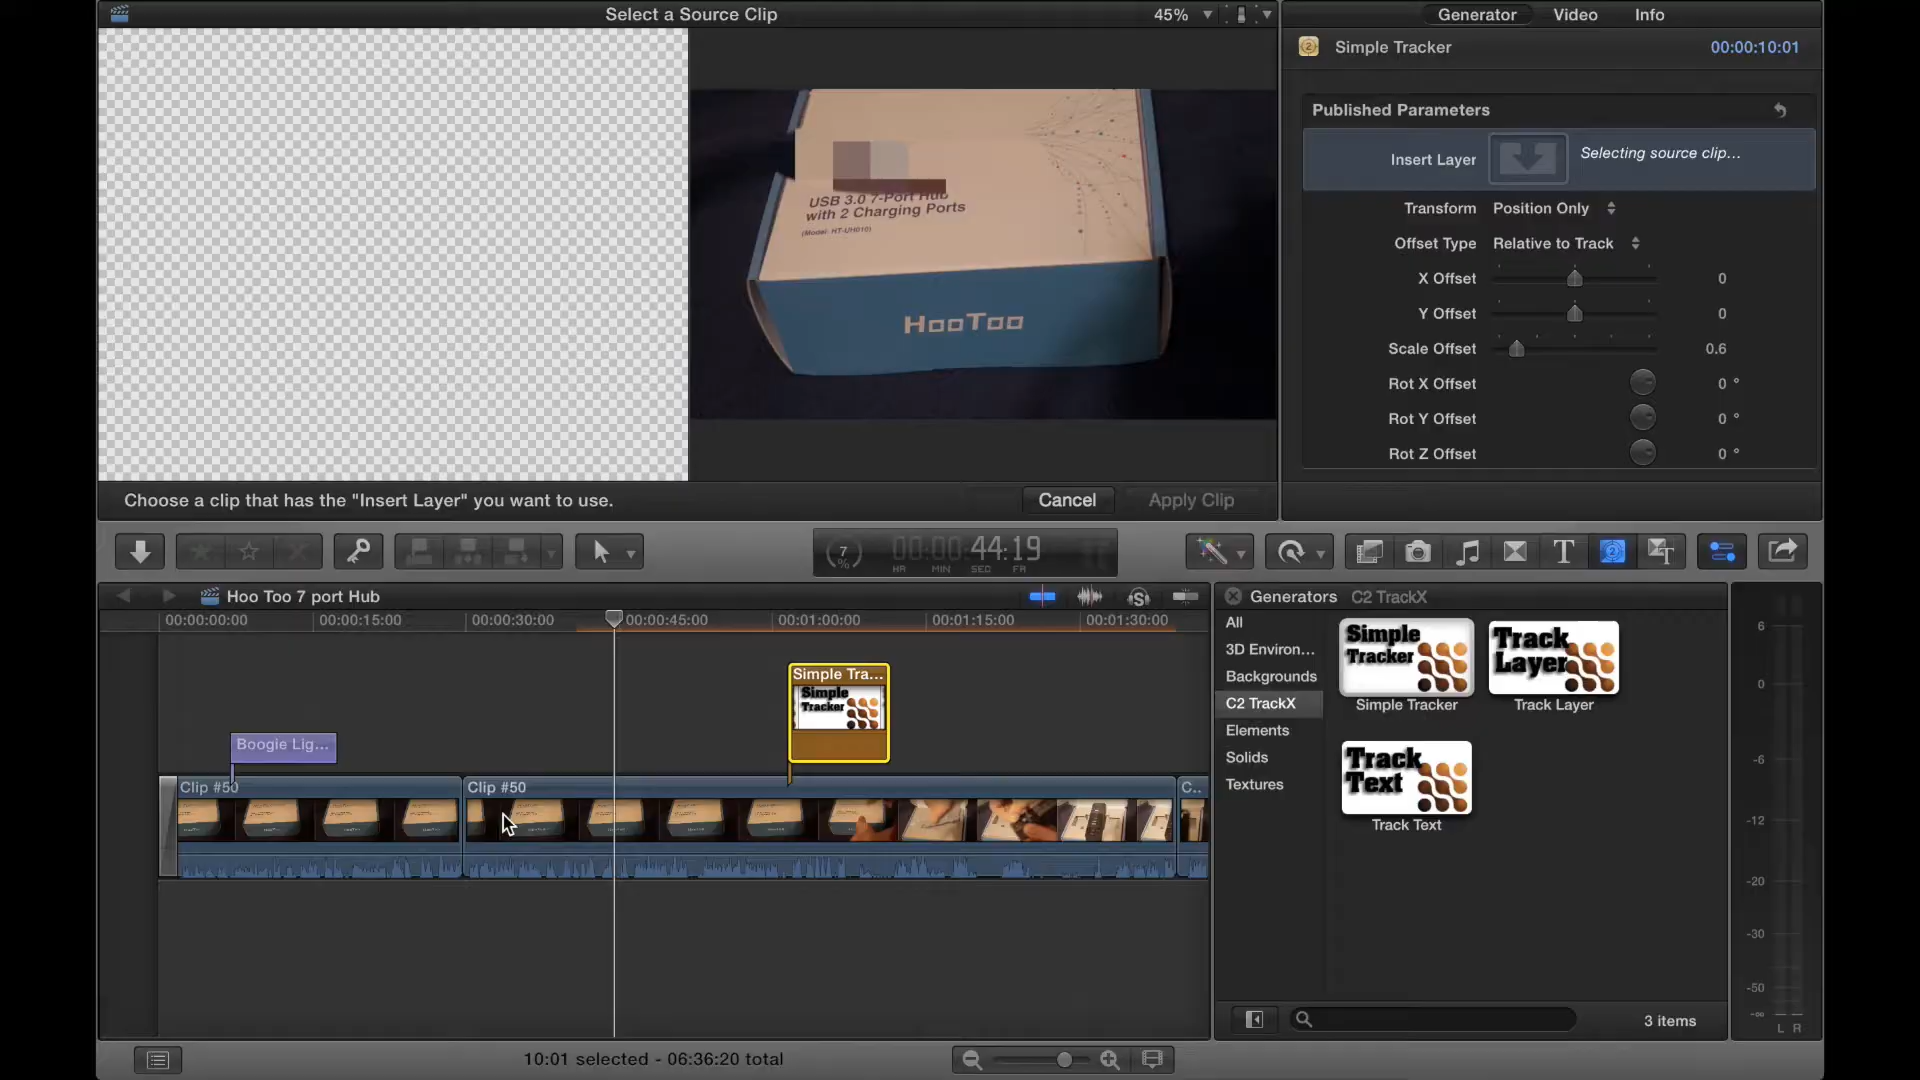 Select a Source Clip
45%
Generator
Video
Info
Simple Tracker
00:00:10:01
Published Parameters
Insert Layer
Selecting source clip...
Transform
Position Only
Offset Type
Relative to Track
X Offset
0
Y Offset
0
Scale Offset
0.6
Rot X Offset
0 °
Rot Y Offset
0 °
Rot Z Offset
0 °
USB 3.0 7-Port Hub
with 2 Charging Ports
(Model: HT-UH010)
HooToo
Choose a clip that has the "Insert Layer" you want to use.
Cancel
Apply Clip
7
%
00:00:44:19
HR MIN SEC FR
T
Hoo Too 7 port Hub
00:00:00:00
00:00:15:00
00:00:30:00
00:00:45:00
00:01:00:00
00:01:15:00
00:01:30:00
Simple Tra...
Simple
Tracker
Boogie Lig...
Clip #50
Clip #50
C..
Generators
C2 TrackX
All
3D Environ...
Backgrounds
C2 TrackX
Elements
Solids
Textures
Simple
Tracker
Simple Tracker
Track
Layer
Track Layer
Track
Text
Track Text
3 items
6
0
-6
-12
-20
-30
-50
-∞
L R
10:01 selected - 06:36:20 total